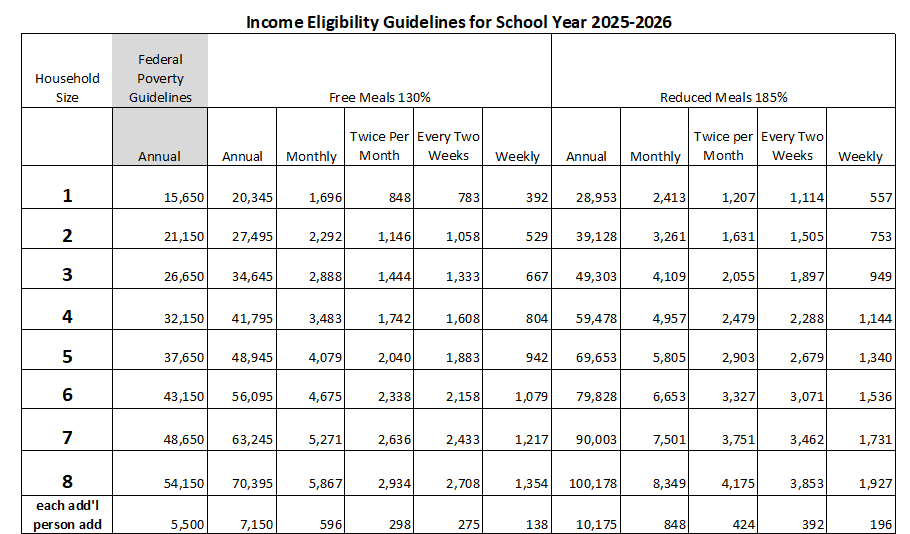 Income Eligibility Guidelines for School Year 2025-2026
Household Size Federal Poverty Guidelines Free Meals 130% Reduced Meals 185%
Annual Annual Monthly Twice Per Month Every Two Weeks Weekly Annual Monthly Twice per Month Every Two Weeks Weekly
1 15,650 20,345 1,696 848 783 392 28,953 2,413 1,207 1,114 557
2 21,150 27,495 2,292 1,146 1,058 529 39,128 3,261 1,631 1,505 753
3 26,650 34,645 2,888 1,444 1,333 667 49,303 4,109 2,055 1,897 949
4 32,150 41,795 3,483 1,742 1,608 804 59,478 4,957 2,479 2,288 1,144
5 37,650 48,945 4,079 2,040 1,883 942 69,653 5,805 2,903 2,679 1,340
6 43,150 56,095 4,675 2,338 2,158 1,079 79,828 6,653 3,327 3,071 1,536
7 48,650 63,245 5,271 2,636 2,433 1,217 90,003 7,501 3,751 3,462 1,731
8 54,150 70,395 5,867 2,934 2,708 1,354 100,178 8,349 4,175 3,853 1,927
each add'l person add 5,500 7,150 596 298 275 138 10,175 848 424 392 196